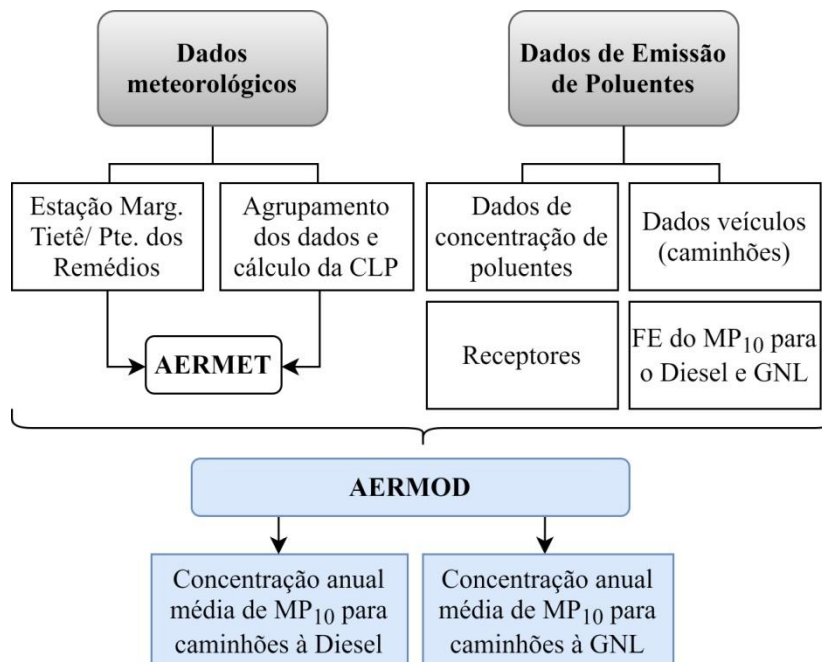 Dados
meteorológicos
Dados de Emissão
de Poluentes
Estação Marg.
Tietê/ Pte. dos
Remédios
Agrupamento
dos dados e
cálculo da CLP
Dados de
concentração de
poluentes
Dados veículos
(caminhões)
AERMET
Receptores
FE do MP10 para
o Diesel e GNL
AERMOD
Concentração anual
média de MP10 para
caminhões à Diesel
Concentração anual
média de MP10 para
caminhões à GNL